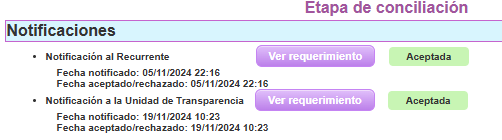 Etapa de conciliación
Notificaciones
Notificación al Recurrente Ver requerimiento Aceptada
Fecha notificado: 05/11/2024 22:16
Fecha aceptado/rechazado: 05/11/2024 22:16
Notificación a la Unidad de Transparencia Ver requerimiento Aceptada
Fecha notificado: 19/11/2024 10:23
Fecha aceptado/rechazado: 19/11/2024 10:23